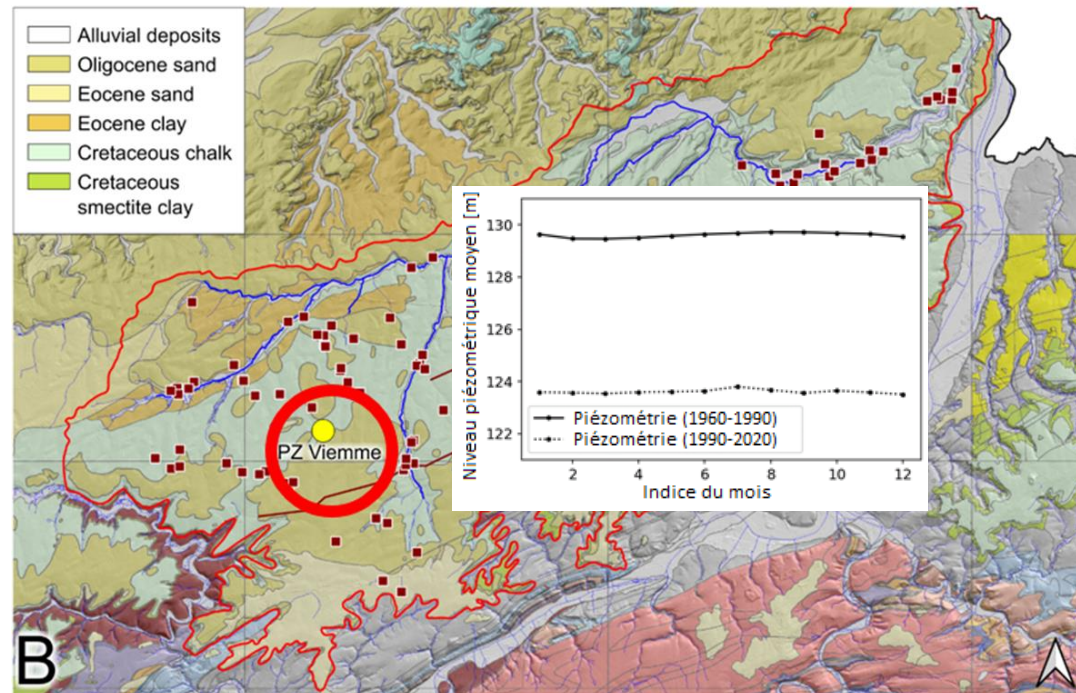 Alluvial deposits
Oligocene sand
Eocene sand
Eocene clay
Cretaceous chalk
Cretaceous
smectite clay
PZ Viemme
Niveau piézométrique moyen [m]
130
128
126
124
122
Piézométrie (1960-1990)
Piézométrie (1990-2020)
2
4
6
8
10
12
Indice du mois
B